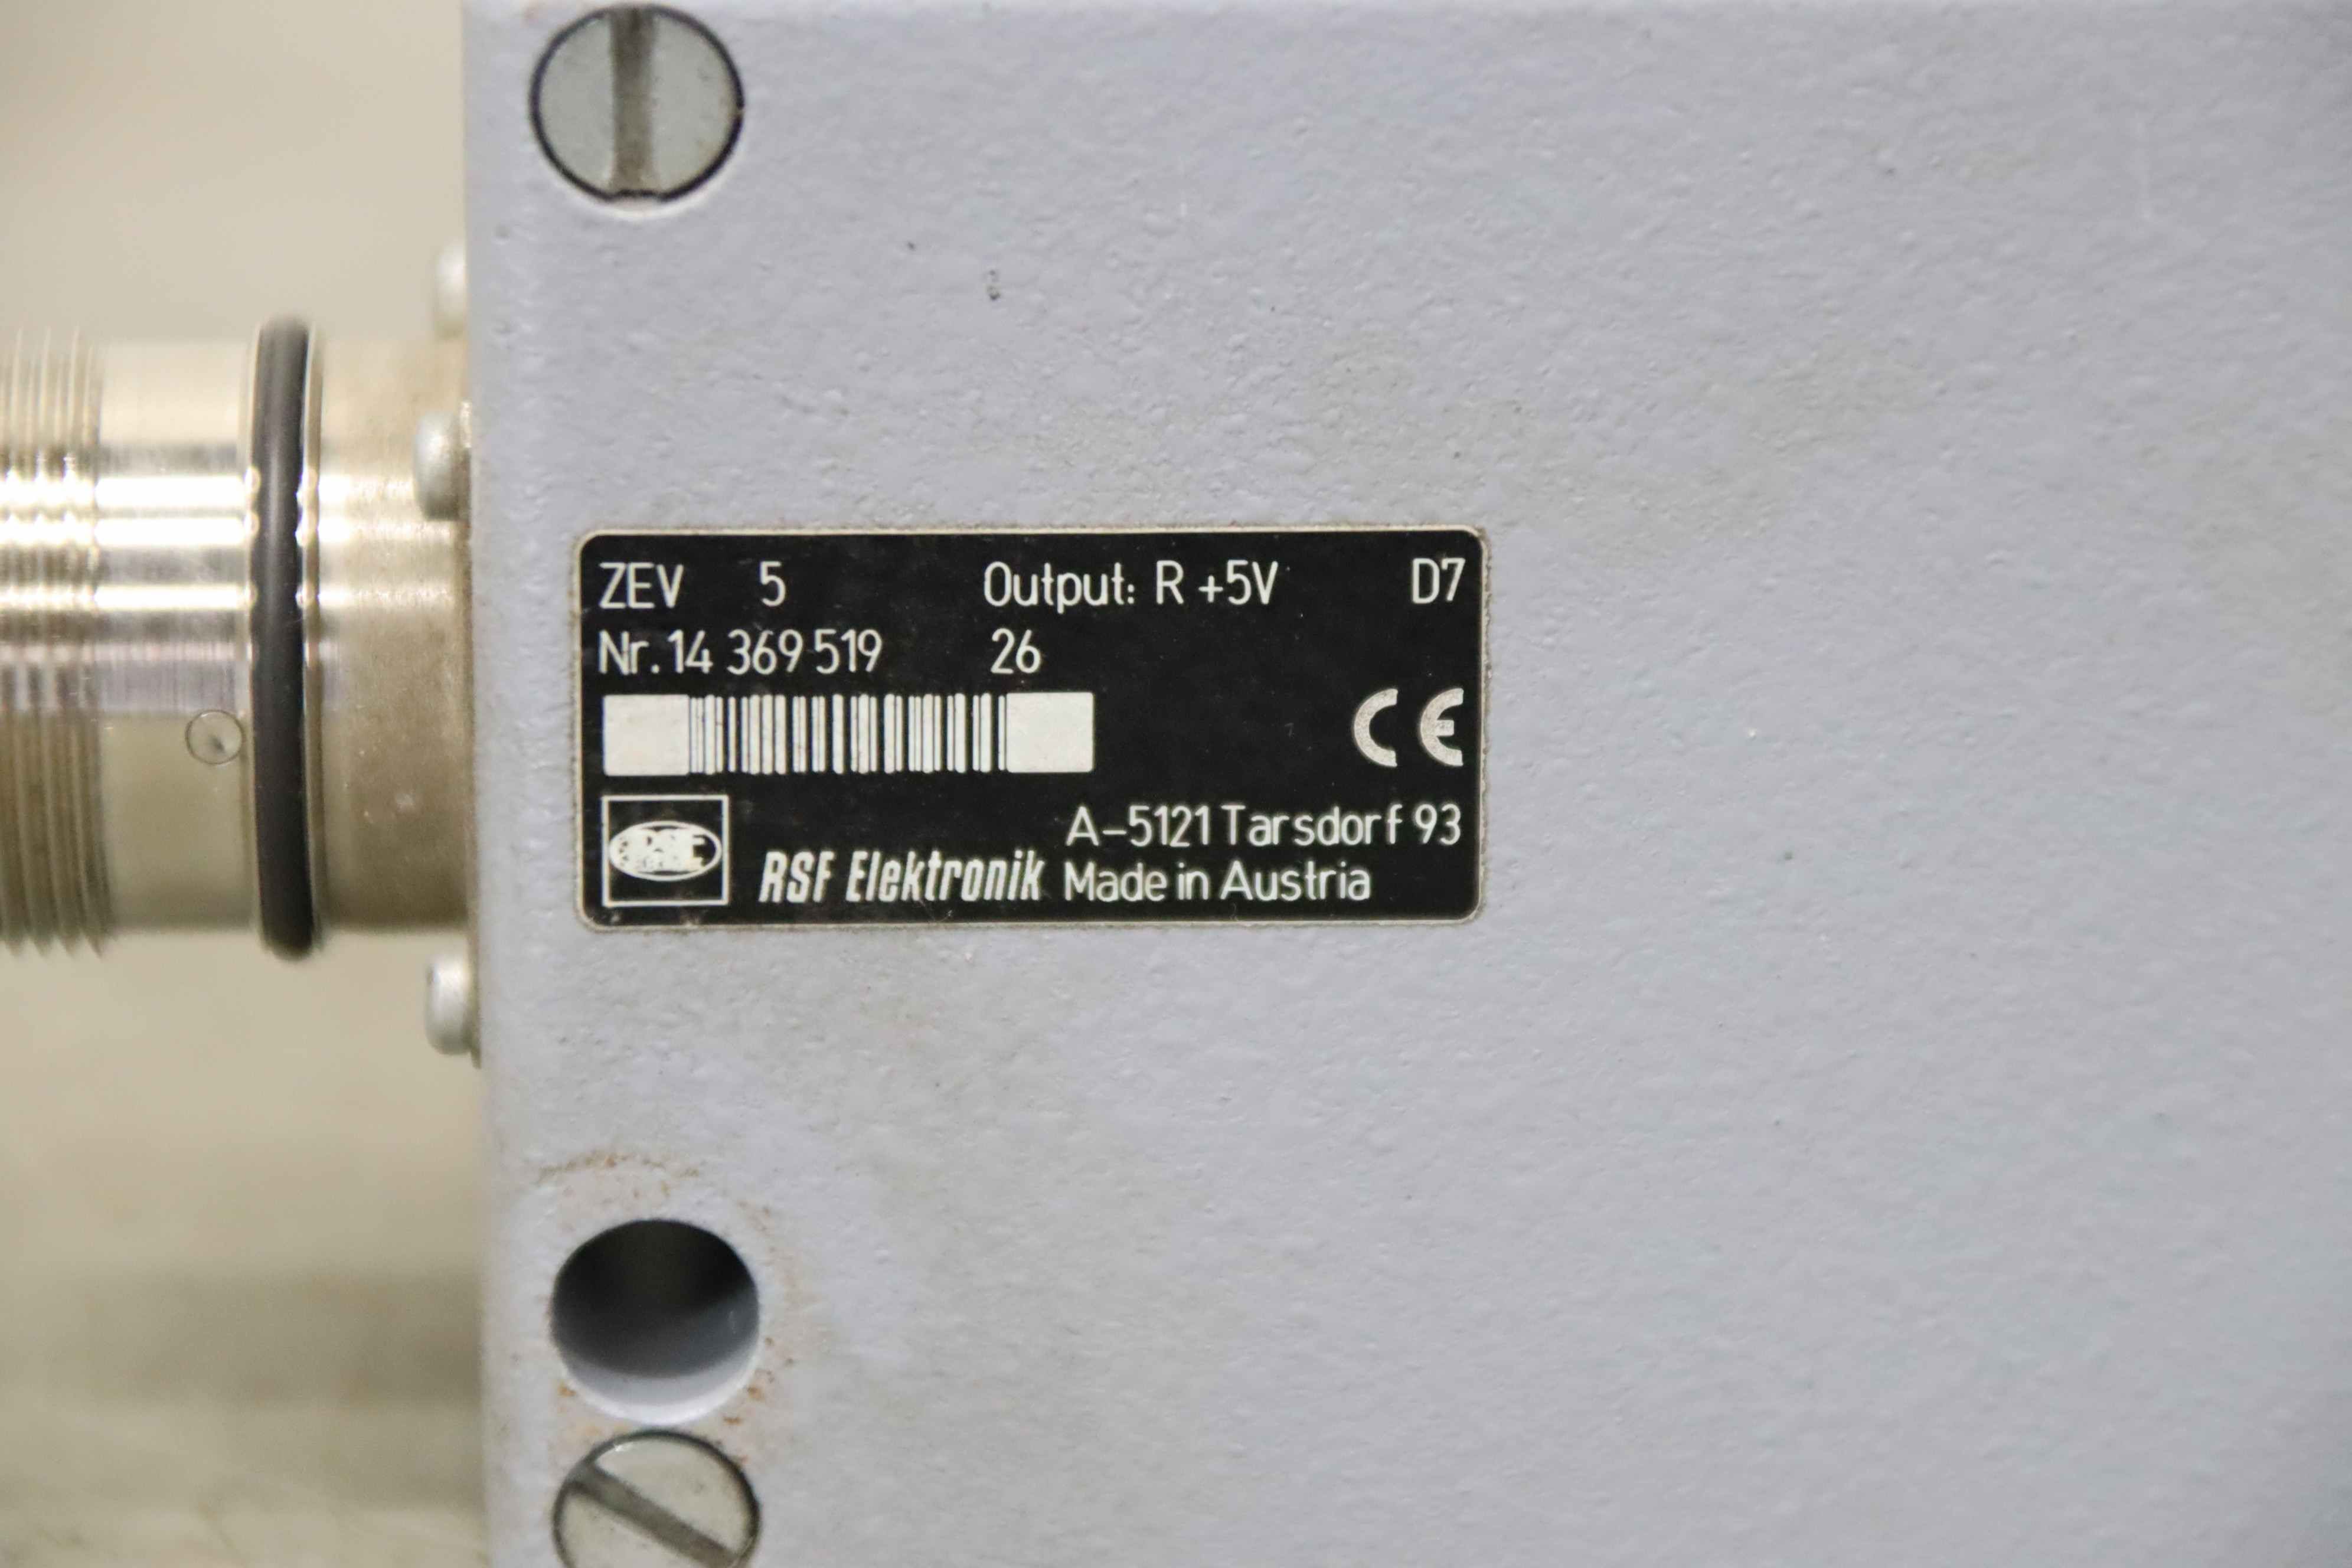 ZEV 5 Output: R +5V D7
Nr. 14 369 519 26
CE
A-5121 Tarsdorf 93
RSF Elektronik Made in Austria